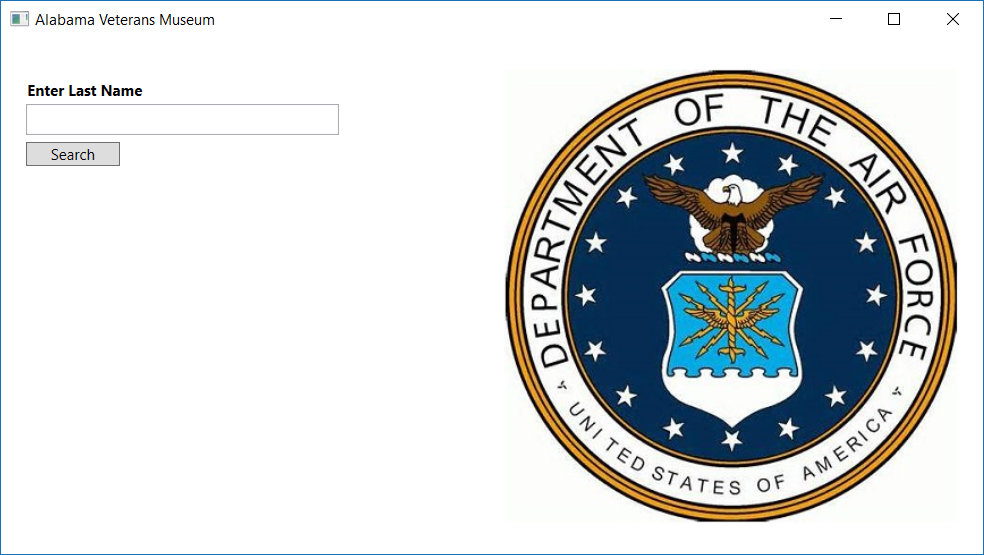 Alabama Veterans Museum
Enter Last Name
Search
DEPARTMENT OF THE AIR FORCE
UNITED STATES OF AMERICA